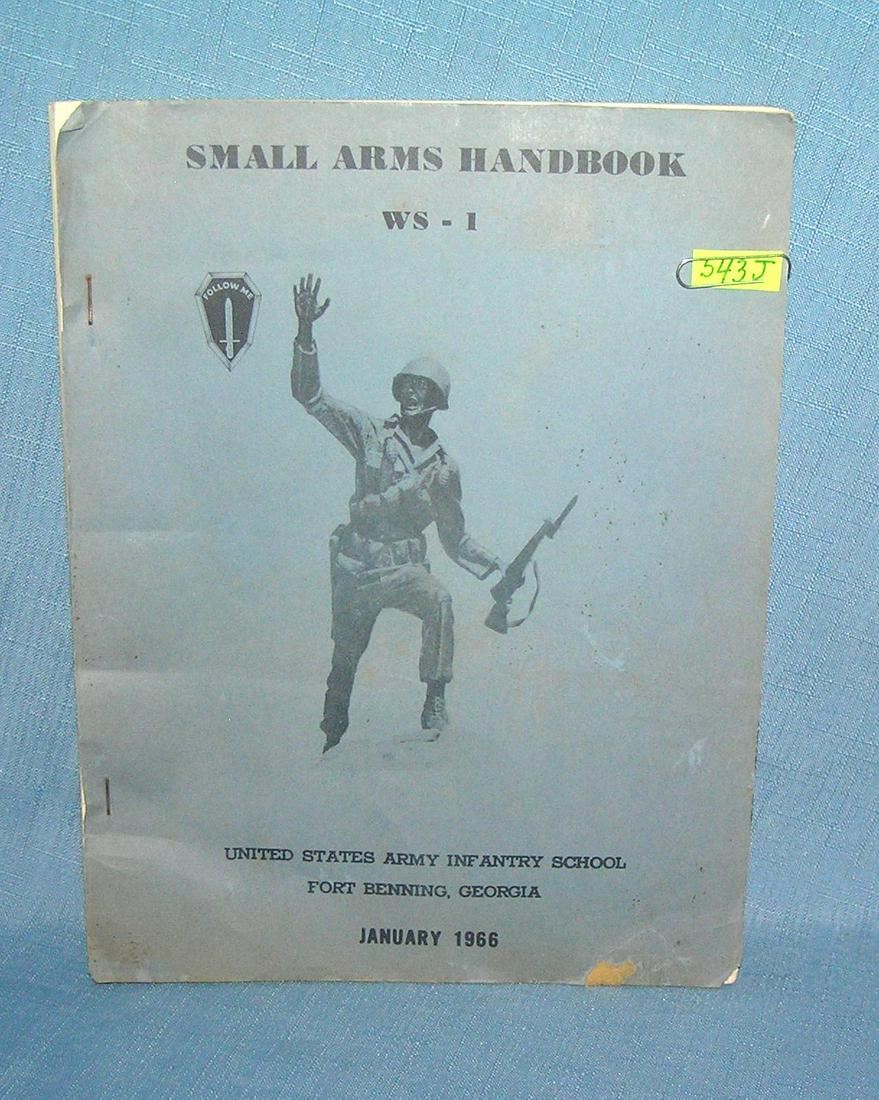 SMALL ARMS HANDBOOK
WS - 1
543J
FOLLOW ME
UNITED STATES ARMY INFANTRY SCHOOL
FORT BENNING, GEORGIA
JANUARY 1966